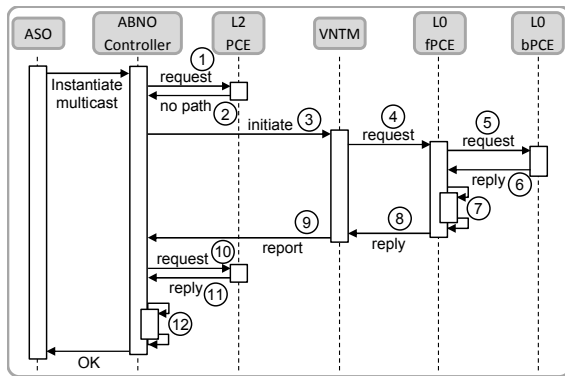 ASO
ABNO
Controller
L2
PCE
VNTM
L0
fPCE
L0
bPCE
Instantiate
multicast
1
request
no path
2
initiate
3
4
request
5
request
reply
6
7
8
reply
9
report
10
request
reply
11
12
OK